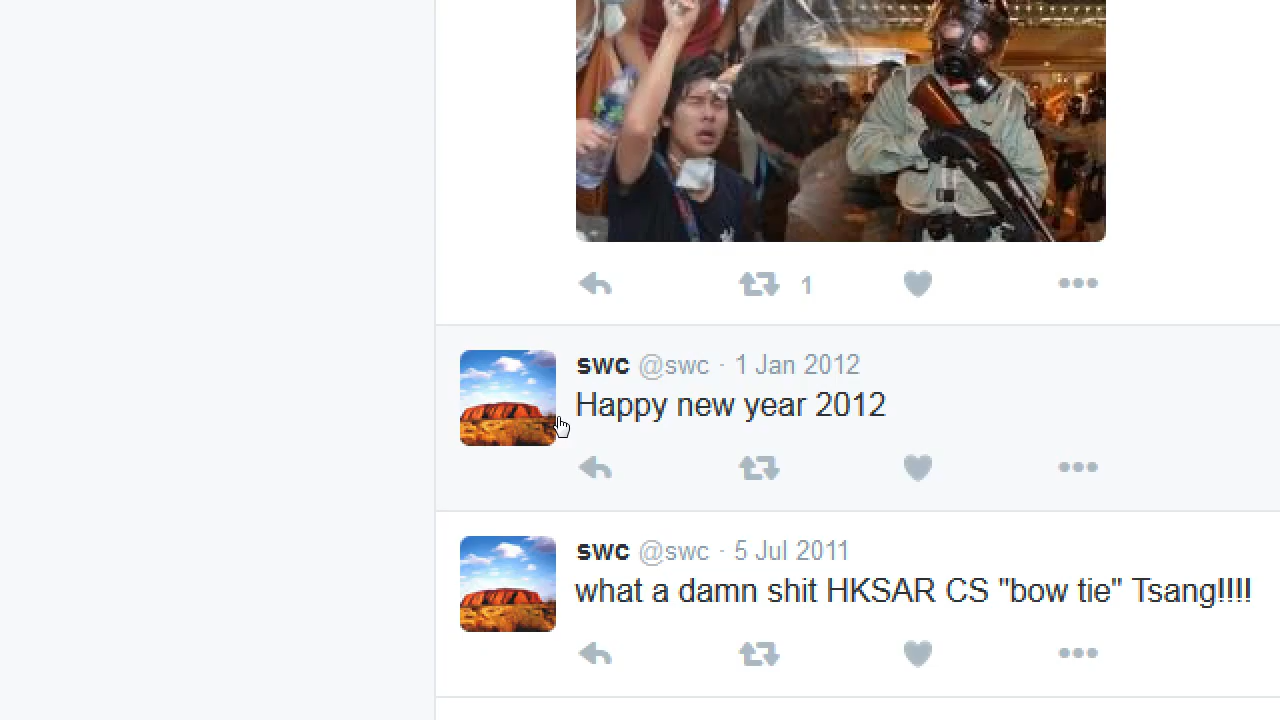 1
swc @swc · 1 Jan 2012
Happy new year 2012
swc @swc · 5 Jul 2011
what a damn shit HKSAR CS "bow tie" Tsang!!!!